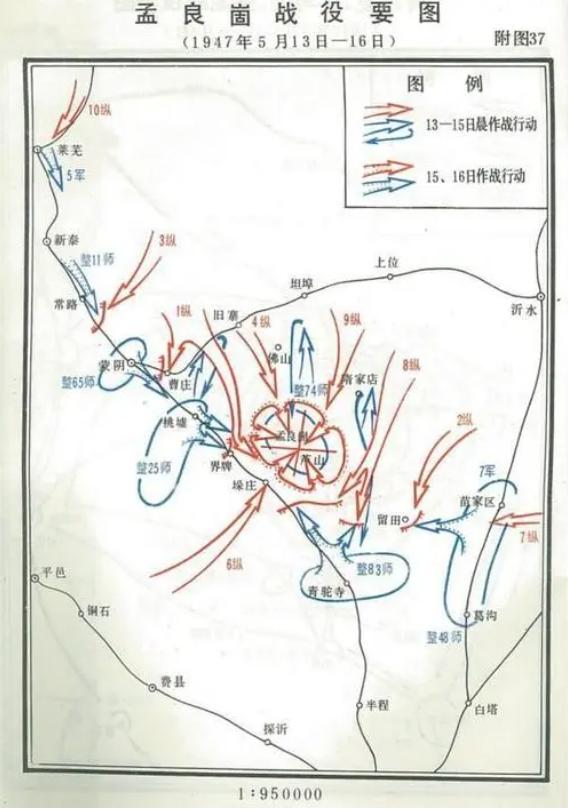 孟良崮战役要图
(1947年5月13日—16日)
附图37
图 例
13—15日晨作战行动
15、16日作战行动
10纵
莱芜
5军
新泰
整11师
3纵
常路
上位
坦埠
沂水
1纵
旧寨
4纵
9纵
佛山
8纵
蒙阴
曹庄
整65师
整74师
隋家店
桃墟
孟良崮
芦山
2纵
整25师
界牌
垛庄
7军
苗家区
留田
7纵
6纵
整83师
青驼寺
平邑
铜石
葛沟
整48师
费县
半程
白塔
探沂
1:950000